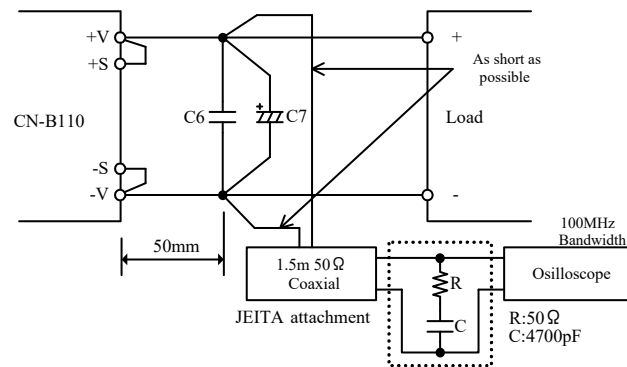 +V
+S
CN-B110
-S
-V
C6
+
C7
As short as
possible
+
Load
-
50mm
1.5m 50Ω
Coaxial
JEITA attachment
R
C
100MHz
Bandwidth
Osilloscope
R:50Ω
C:4700pF